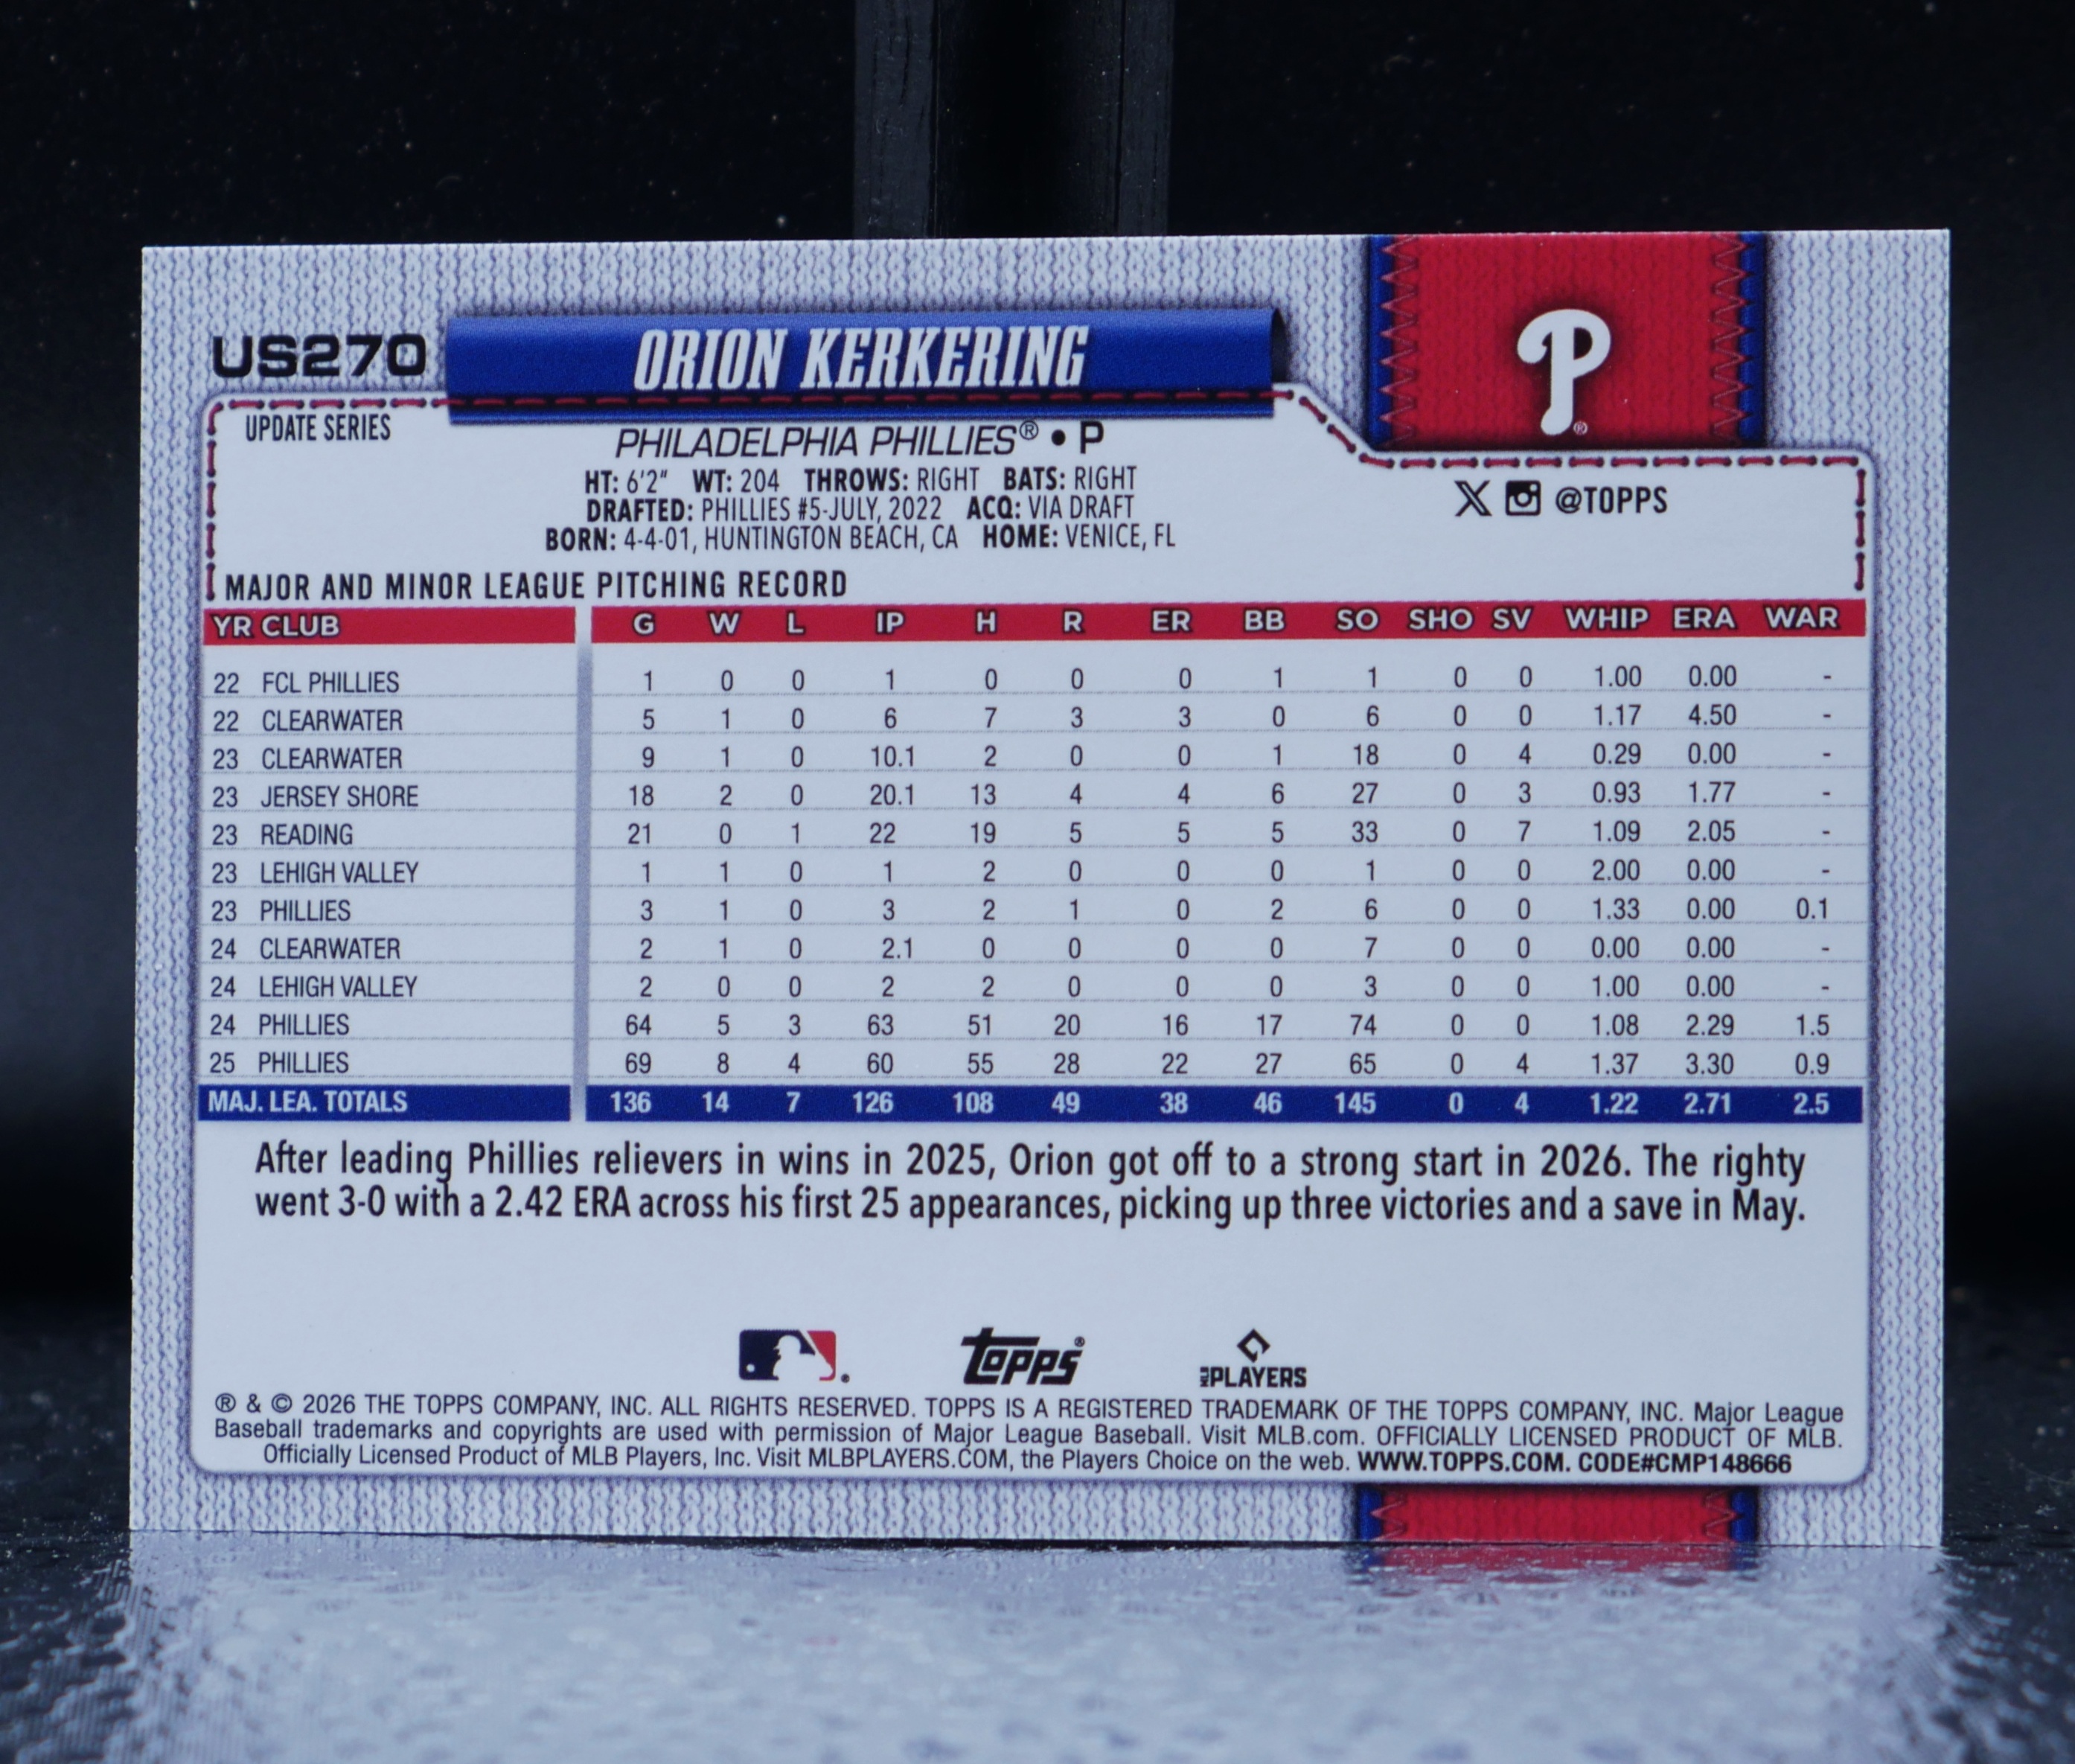 US270
ORION KERKERING
P®
UPDATE SERIES
PHILADELPHIA PHILLIES® • P
HT: 6'2" WT: 204 THROWS: RIGHT BATS: RIGHT
DRAFTED: PHILLIES #5-JULY, 2022 ACQ: VIA DRAFT
BORN: 4-4-01, HUNTINGTON BEACH, CA HOME: VENICE, FL
X @TOPPS
MAJOR AND MINOR LEAGUE PITCHING RECORD
YR CLUB G W L IP H R ER BB SO SHO SV WHIP ERA WAR
22 FCL PHILLIES 1 0 0 1 0 0 0 1 1 0 0 1.00 0.00 -
22 CLEARWATER 5 1 0 6 7 3 3 0 6 0 0 1.17 4.50 -
23 CLEARWATER 9 1 0 10.1 2 0 0 1 18 0 4 0.29 0.00 -
23 JERSEY SHORE 18 2 0 20.1 13 4 4 6 27 0 3 0.93 1.77 -
23 READING 21 0 1 22 19 5 5 5 33 0 7 1.09 2.05 -
23 LEHIGH VALLEY 1 1 0 1 2 0 0 0 1 0 0 2.00 0.00 -
23 PHILLIES 3 1 0 3 2 1 0 2 6 0 0 1.33 0.00 0.1
24 CLEARWATER 2 1 0 2.1 0 0 0 0 7 0 0 0.00 0.00 -
24 LEHIGH VALLEY 2 0 0 2 2 0 0 0 3 0 0 1.00 0.00 -
24 PHILLIES 64 5 3 63 51 20 16 17 74 0 0 1.08 2.29 1.5
25 PHILLIES 69 8 4 60 55 28 22 27 65 0 4 1.37 3.30 0.9
MAJ. LEA. TOTALS 136 14 7 126 108 49 38 46 145 0 4 1.22 2.71 2.5
After leading Phillies relievers in wins in 2025, Orion got off to a strong start in 2026. The righty
went 3-0 with a 2.42 ERA across his first 25 appearances, picking up three victories and a save in May.
Topps® MLB PLAYERS
® & © 2026 THE TOPPS COMPANY, INC. ALL RIGHTS RESERVED. TOPPS IS A REGISTERED TRADEMARK OF THE TOPPS COMPANY, INC. Major League
Baseball trademarks and copyrights are used with permission of Major League Baseball. Visit MLB.com. OFFICIALLY LICENSED PRODUCT OF MLB.
Officially Licensed Product of MLB Players, Inc. Visit MLBPLAYERS.COM, the Players Choice on the web. WWW.TOPPS.COM. CODE#CMP148666